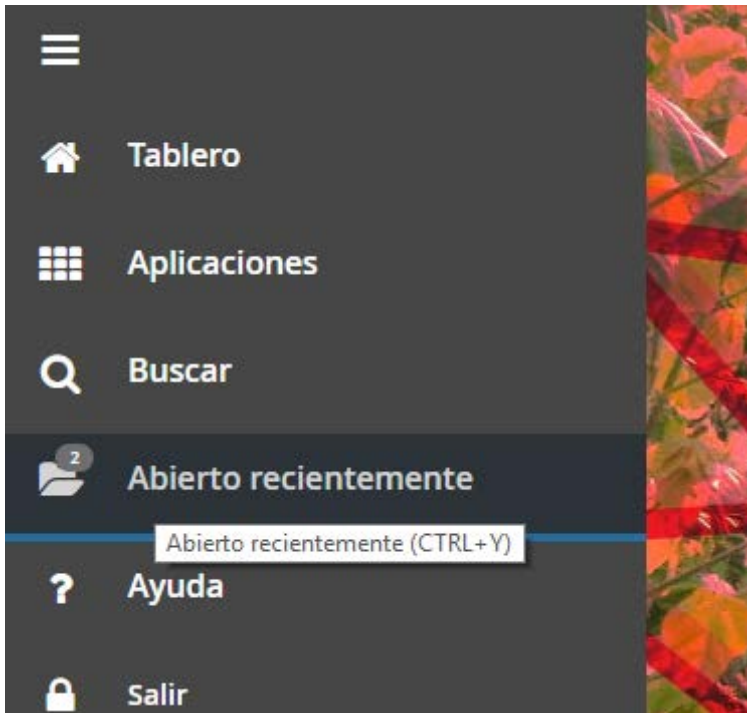 Tablero
Aplicaciones
Buscar
2
Abierto recientemente
Abierto recientemente (CTRL+Y)
? Ayuda
Salir